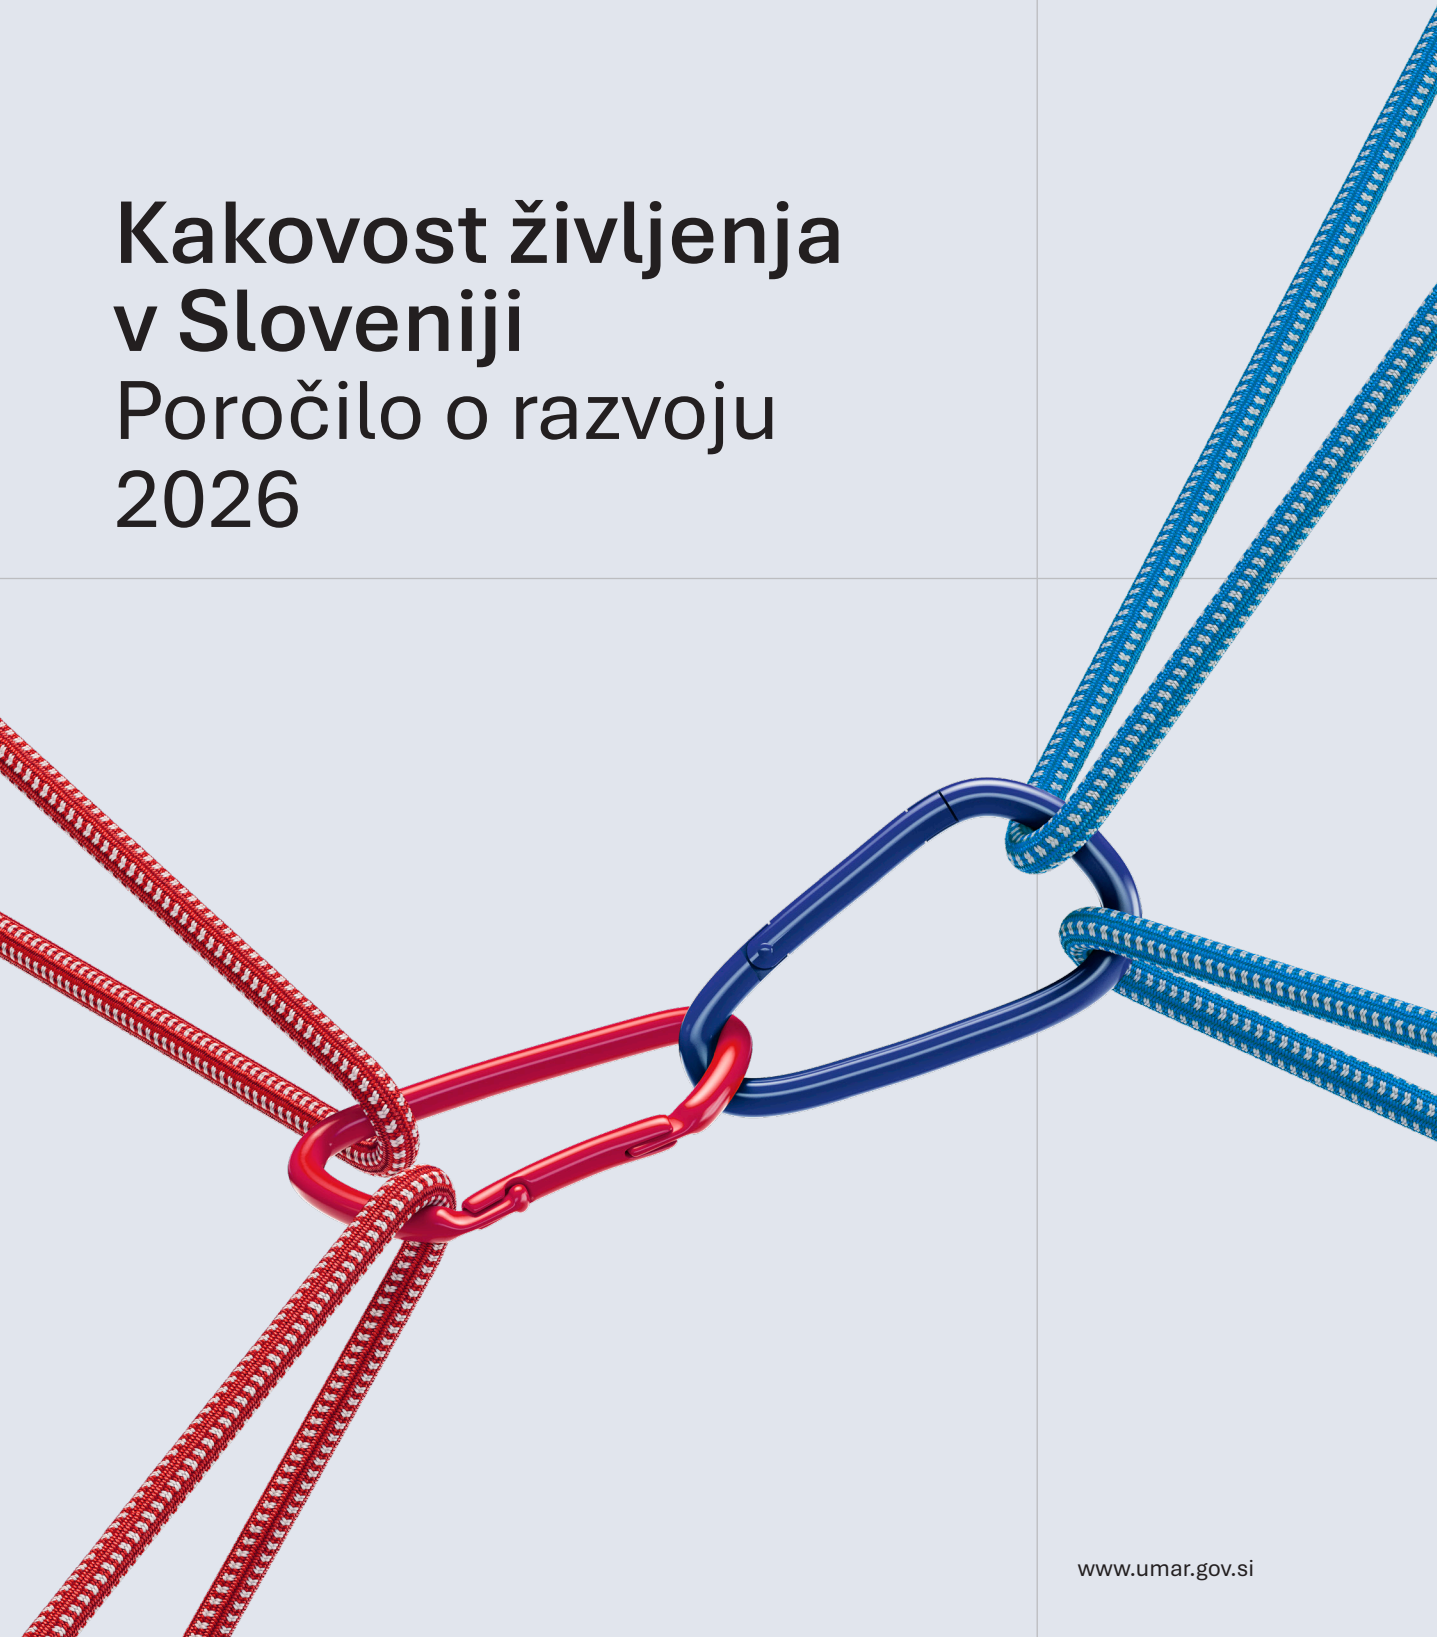 Kakovost življenja
v Sloveniji
Poročilo o razvoju
2026
www.umar.gov.si